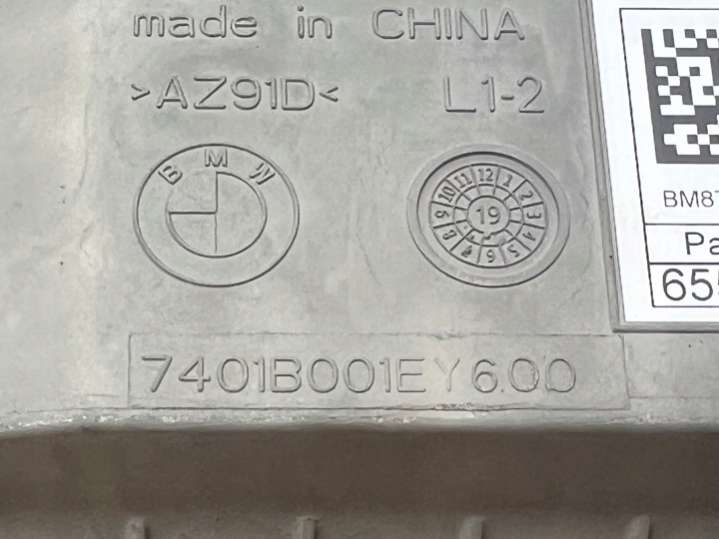 made in CHINA
>AZ91D< L1-2
BMW
12 1 2 3 4 5 6 7 8 9 10 11
19
7401B001EY6.00
BM8
Pa
65